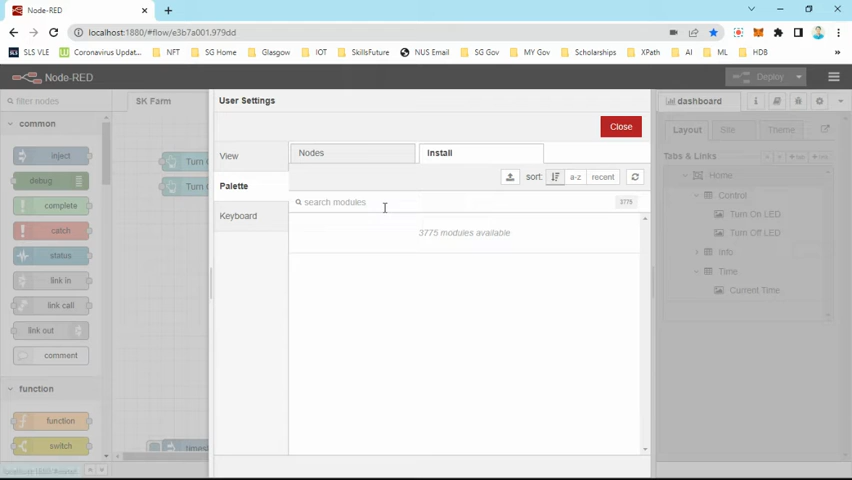 Node-RED
localhost:1880/#flow/e3b7a001.979dd
SLS VLE
Coronavirus Updat...
NFT
SG Home
Glasgow
IOT
SkillsFuture
NUS Email
SG Gov
MY Gov
Scholarships
XPath
AI
ML
HDB
Node-RED
Deploy
filter nodes
SK Farm
User Settings
dashboard
common
Close
Layout
Site
Theme
inject
View
Nodes
Install
Tabs & Links
debug
Palette
sort:
a-z
recent
Home
Control
complete
Keyboard
search modules
3775
Turn On LED
catch
3775 modules available
Turn Off LED
status
Info
link in
Time
link call
Current Time
link out
comment
function
function
switch